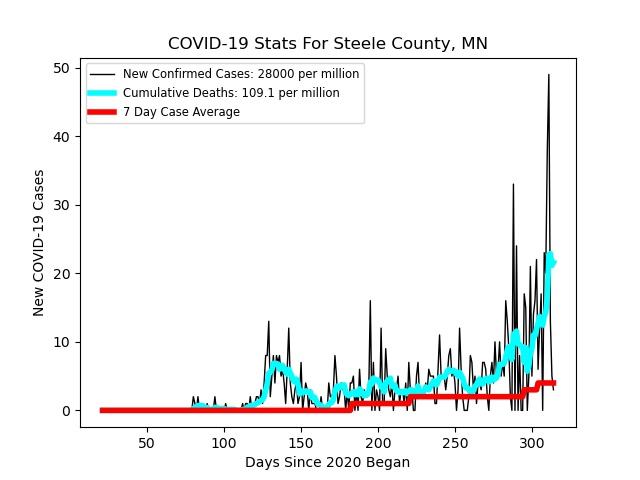 COVID-19 Stats For Steele County, MN
New Confirmed Cases: 28000 per million
Cumulative Deaths: 109.1 per million
7 Day Case Average
New COVID-19 Cases
50
40
30
20
10
0
50 100 150 200 250 300
Days Since 2020 Began